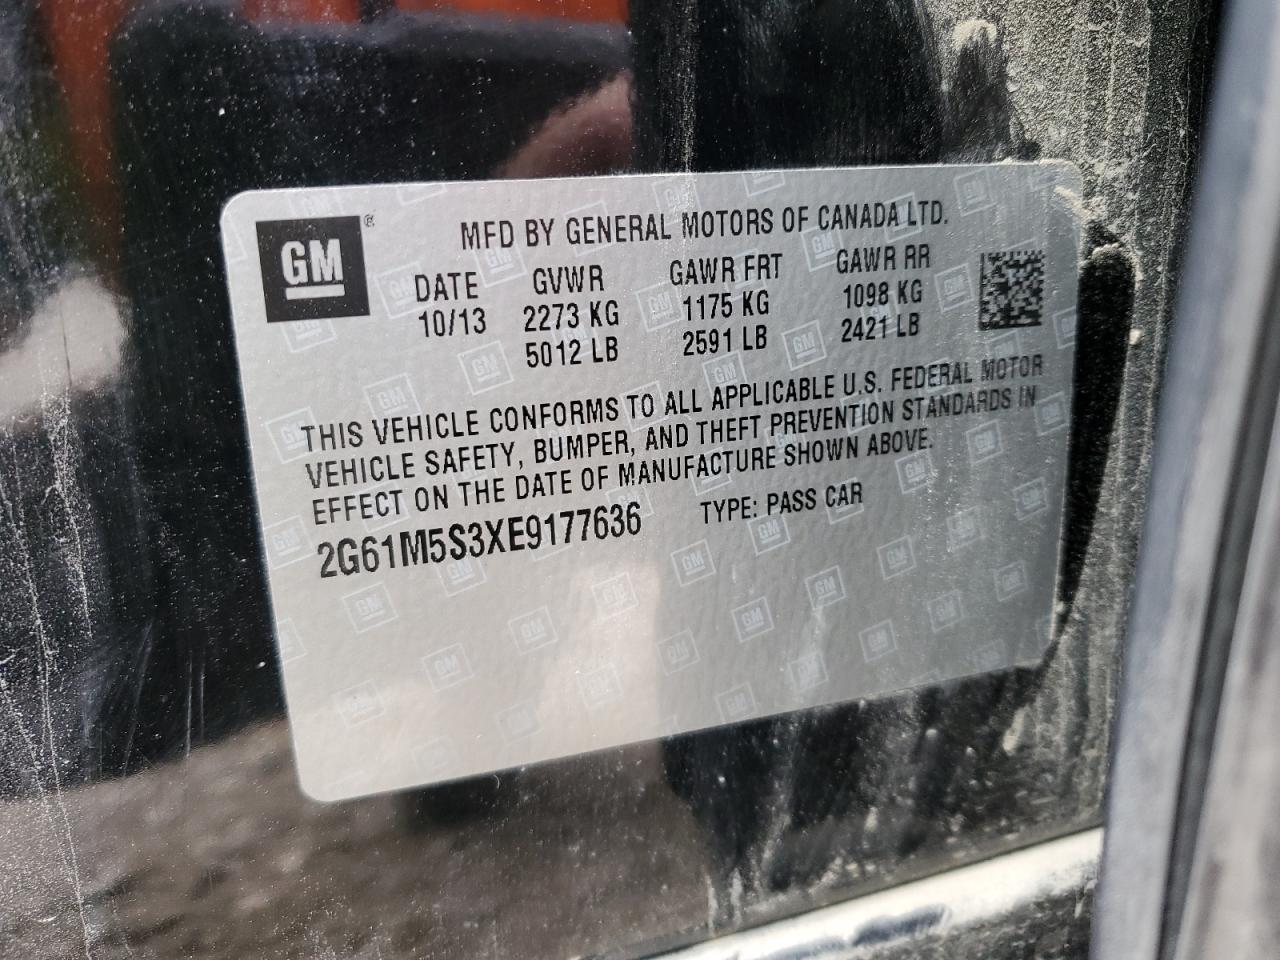 GM ®
MFD BY GENERAL MOTORS OF CANADA LTD.
DATE GVWR GAWR FRT GAWR RR
10/13 2273 KG 1175 KG 1098 KG
5012 LB 2591 LB 2421 LB
THIS VEHICLE CONFORMS TO ALL APPLICABLE U.S. FEDERAL MOTOR
VEHICLE SAFETY, BUMPER, AND THEFT PREVENTION STANDARDS IN
EFFECT ON THE DATE OF MANUFACTURE SHOWN ABOVE.
2G61M5S3XE9177636 TYPE: PASS CAR